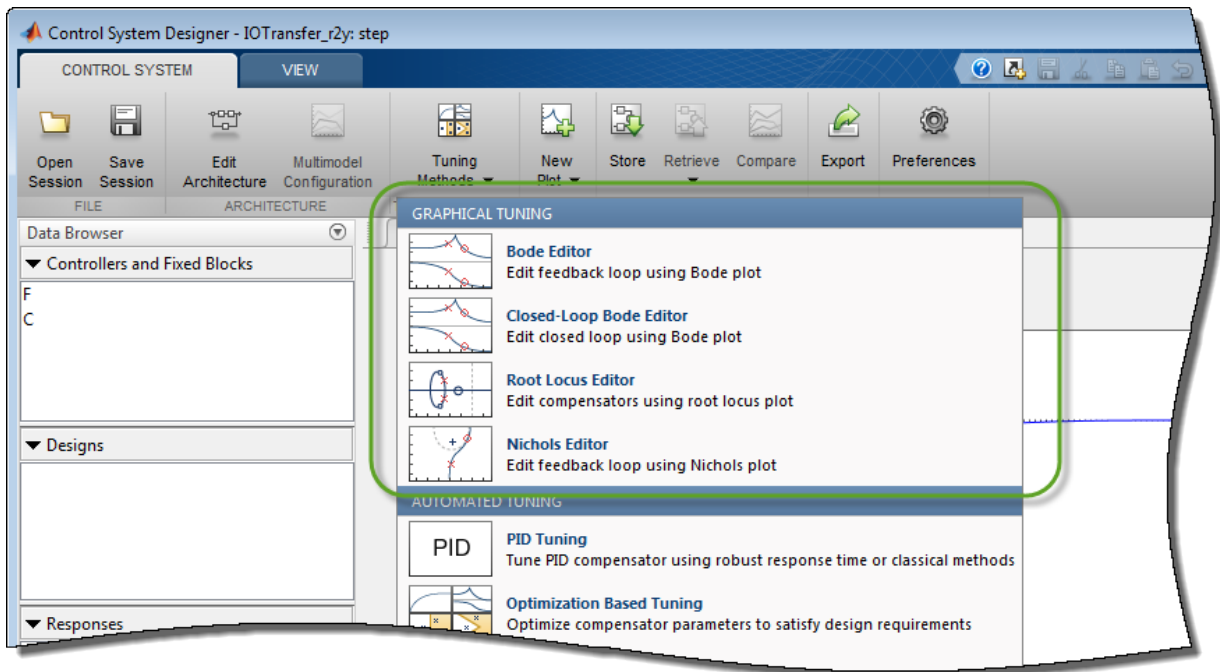 Control System Designer - IOTransfer_r2y: step
CONTROL SYSTEM
VIEW
Open Session
Save Session
Edit Architecture
Multimodel Configuration
Tuning Methods
New Plot
Store
Retrieve
Compare
Export
Preferences
FILE
ARCHITECTURE
Data Browser
Controllers and Fixed Blocks
F
C
Designs
Responses
GRAPHICAL TUNING
Bode Editor
Edit feedback loop using Bode plot
Closed-Loop Bode Editor
Edit closed loop using Bode plot
Root Locus Editor
Edit compensators using root locus plot
Nichols Editor
Edit feedback loop using Nichols plot
AUTOMATED TUNING
PID
PID Tuning
Tune PID compensator using robust response time or classical methods
Optimization Based Tuning
Optimize compensator parameters to satisfy design requirements